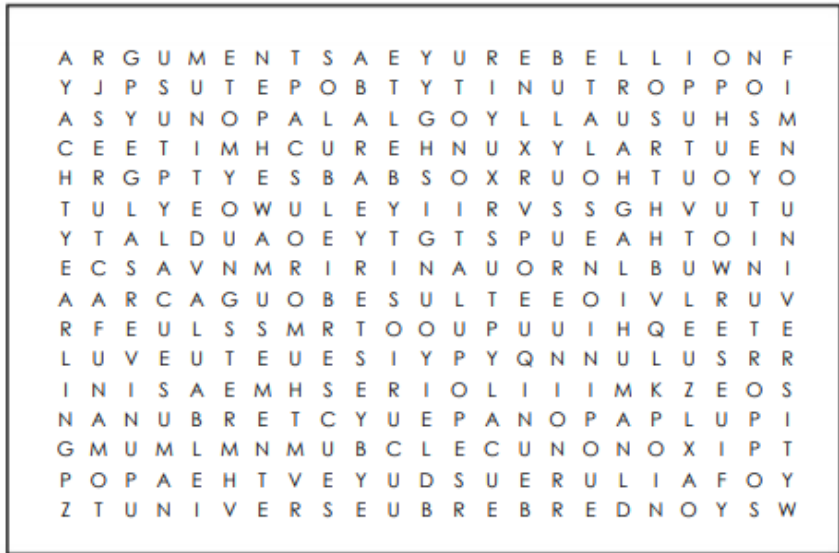 A R G U M E N T S A E Y U R E B E L L I O N F
Y J P S U T E P O B T Y T I N U T R O P P O I
A S Y U N O P A L A L G O Y L L A U S U H S M
C E E T I M H C U R E H N U X Y L A R T U E N
H R G P T Y E S B A B S O X R U O H T U O Y O
T U L Y E O W U L E Y I I R V S S G H V U T U
Y T A L D U A O E Y T G T S P U E A H T O I N
E C S A V N M R I R I N A U O R N L B U W N I
A A R C A G U O B E S U L T E E O I V L R U V
R F E U L S S M R T O O U P U U I H Q E E T E
L U V E U T E U E S I Y P Y Q N N U L U S R R
I N I S A E M H S E R I O L I I I M K Z E O S
N A N U B R E T C Y U E P A N O P A P L U P I
G M U M L M N M U B C L E C U N O N O X I P T
P O P A E H T V E Y U D S U E R U L I A F O Y
Z T U N I V E R S E U B R E B R E D N O Y S W